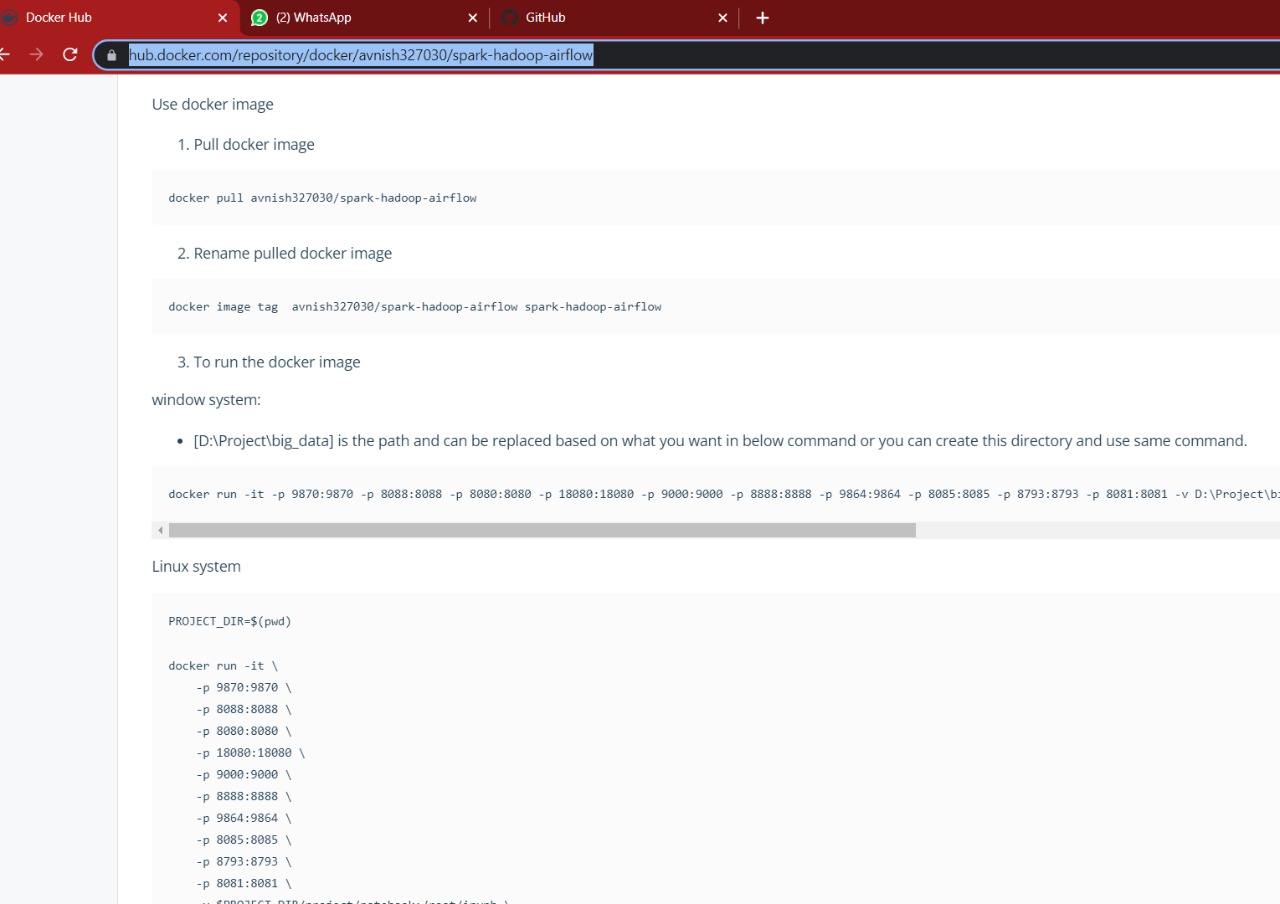 Docker Hub
2 (2) WhatsApp
GitHub
hub.docker.com/repository/docker/avnish327030/spark-hadoop-airflow
Use docker image
1. Pull docker image
docker pull avnish327030/spark-hadoop-airflow
2. Rename pulled docker image
docker image tag  avnish327030/spark-hadoop-airflow spark-hadoop-airflow
3. To run the docker image
window system:
• [D:\Project\big_data] is the path and can be replaced based on what you want in below command or you can create this directory and use same command.
docker run -it -p 9870:9870 -p 8088:8088 -p 8080:8080 -p 18080:18080 -p 9000:9000 -p 8888:8888 -p 9864:9864 -p 8085:8085 -p 8793:8793 -p 8081:8081 -v D:\Project\bi
Linux system
PROJECT_DIR=$(pwd)
docker run -it \
-p 9870:9870 \
-p 8088:8088 \
-p 8080:8080 \
-p 18080:18080 \
-p 9000:9000 \
-p 8888:8888 \
-p 9864:9864 \
-p 8085:8085 \
-p 8793:8793 \
-p 8081:8081 \